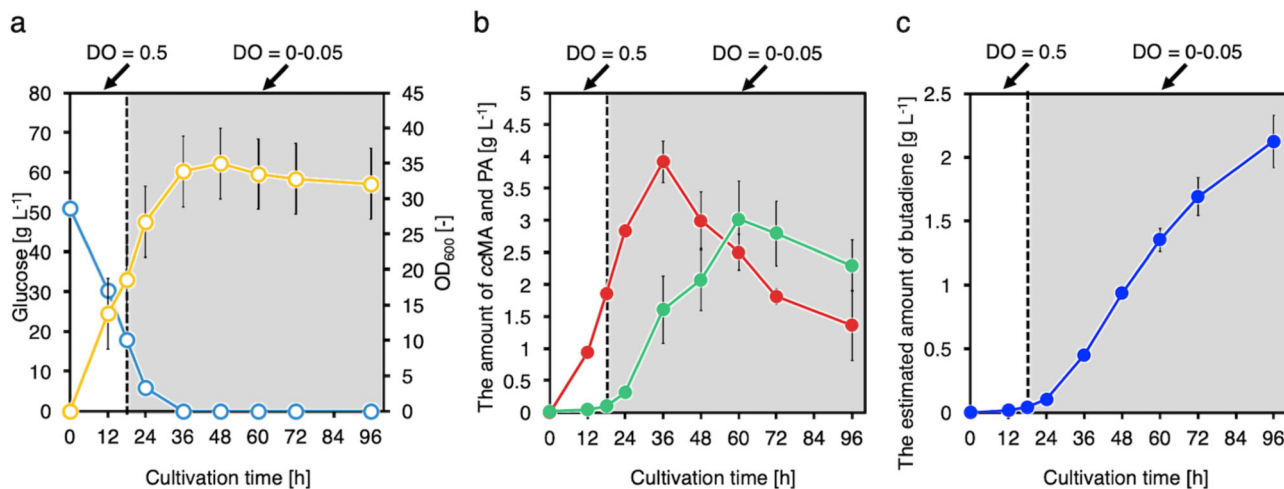 a
DO = 0.5 DO = 0-0.05
Glucose [g L⁻¹]
80
70
60
50
40
30
20
10
0
OD₆₀₀ [-]
45
40
35
30
25
20
15
10
5
0
0 12 24 36 48 60 72 84 96
Cultivation time [h]
b
DO = 0.5 DO = 0-0.05
The amount of ccMA and PA [g L⁻¹]
5
4.5
4
3.5
3
2.5
2
1.5
1
0.5
0
0 12 24 36 48 60 72 84 96
Cultivation time [h]
c
DO = 0.5 DO = 0-0.05
The estimated amount of butadiene [g L⁻¹]
2.5
2
1.5
1
0.5
0
0 12 24 36 48 60 72 84 96
Cultivation time [h]